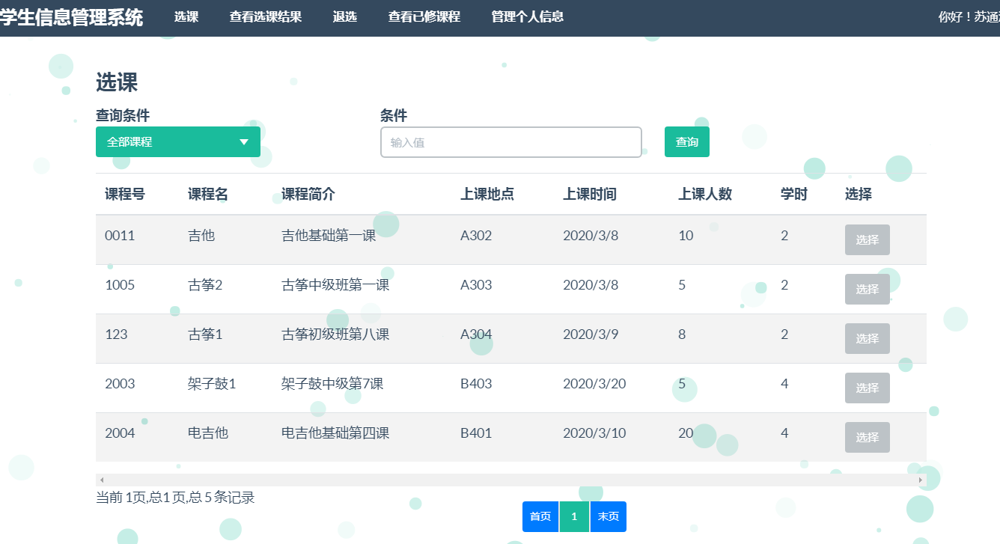 学生信息管理系统 选课 查看选课结果 退选 查看已修课程 管理个人信息 你好！苏通
选课
查询条件 条件
全部课程 输入值 查询
课程号 课程名 课程简介 上课地点 上课时间 上课人数 学时 选择
0011 吉他 吉他基础第一课 A302 2020/3/8 10 2 选择
1005 古筝2 古筝中级班第一课 A303 2020/3/8 5 2 选择
123 古筝1 古筝初级班第八课 A304 2020/3/9 8 2 选择
2003 架子鼓1 架子鼓中级第7课 B403 2020/3/20 5 4 选择
2004 电吉他 电吉他基础第四课 B401 2020/3/10 20 4 选择
当前 1页,总1 页,总 5 条记录
首页 1 末页